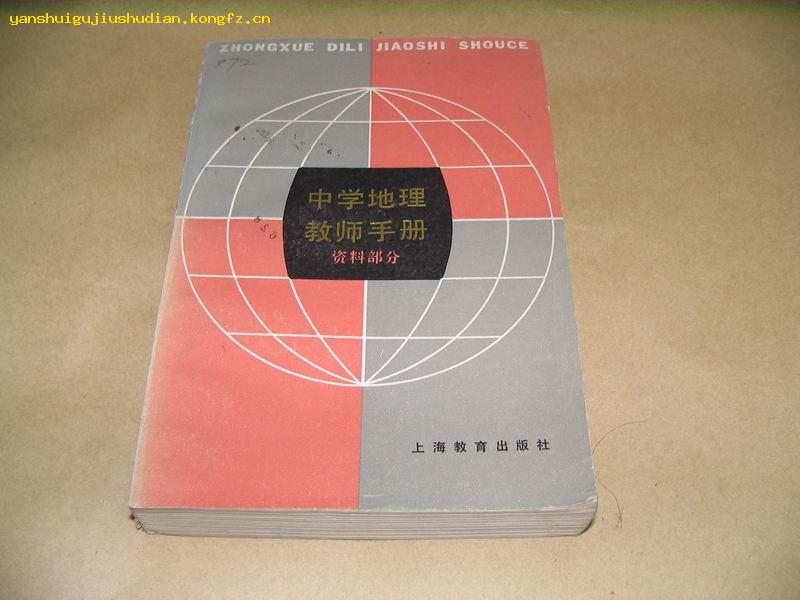 yanshuigujiushudian.kongfz.cn
ZHONGXUE DILI JIAOSHI SHOUCE
872
中学地理
教师手册
资料部分
上海教育出版社